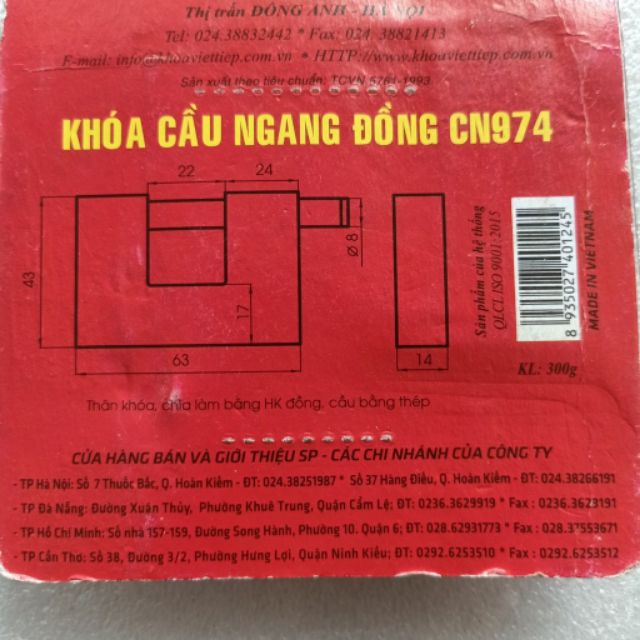 Thị trấn ĐÔNG ANH - HÀ NỘI
Tel: 024.38832442 * Fax: 024. 38821413
E-mail: info@khoaviettiep.com.vn * HTTP://www.khoaviettiep.com.vn
Sản xuất theo tiêu chuẩn: TCVN 5761-1993
KHÓA CẦU NGANG ĐỒNG CN974
22
24
43
Ø 8
17
63
14
Sản phẩm của hệ thống
QLCL ISO 9001:2015
8 935027 401245
MADE IN VIETNAM
KL: 300g
Thân khóa, chìa làm bằng HK đồng, cầu bằng thép
CỬA HÀNG BÁN VÀ GIỚI THIỆU SP - CÁC CHI NHÁNH CỦA CÔNG TY
- TP Hà Nội: Số 7 Thuốc Bắc, Q. Hoàn Kiếm - ĐT: 024.38251987 * Số 37 Hàng Điếu, Q. Hoàn Kiếm - ĐT: 024.38266191
- TP Đà Nẵng: Đường Xuân Thủy, Phường Khuê Trung, Quận Cẩm Lệ; ĐT: 0236.3629919 * Fax : 0236.3623191
- TP Hồ Chí Minh: Số nhà 157-159, Đường Song Hành, Phường 10. Quận 6; ĐT: 028.62931773 * Fax : 028.37553671
- TP Cần Thơ: Số 38, Đường 3/2, Phường Hưng Lợi, Quận Ninh Kiều; ĐT: 0292.6253510 * Fax : 0292.6253512